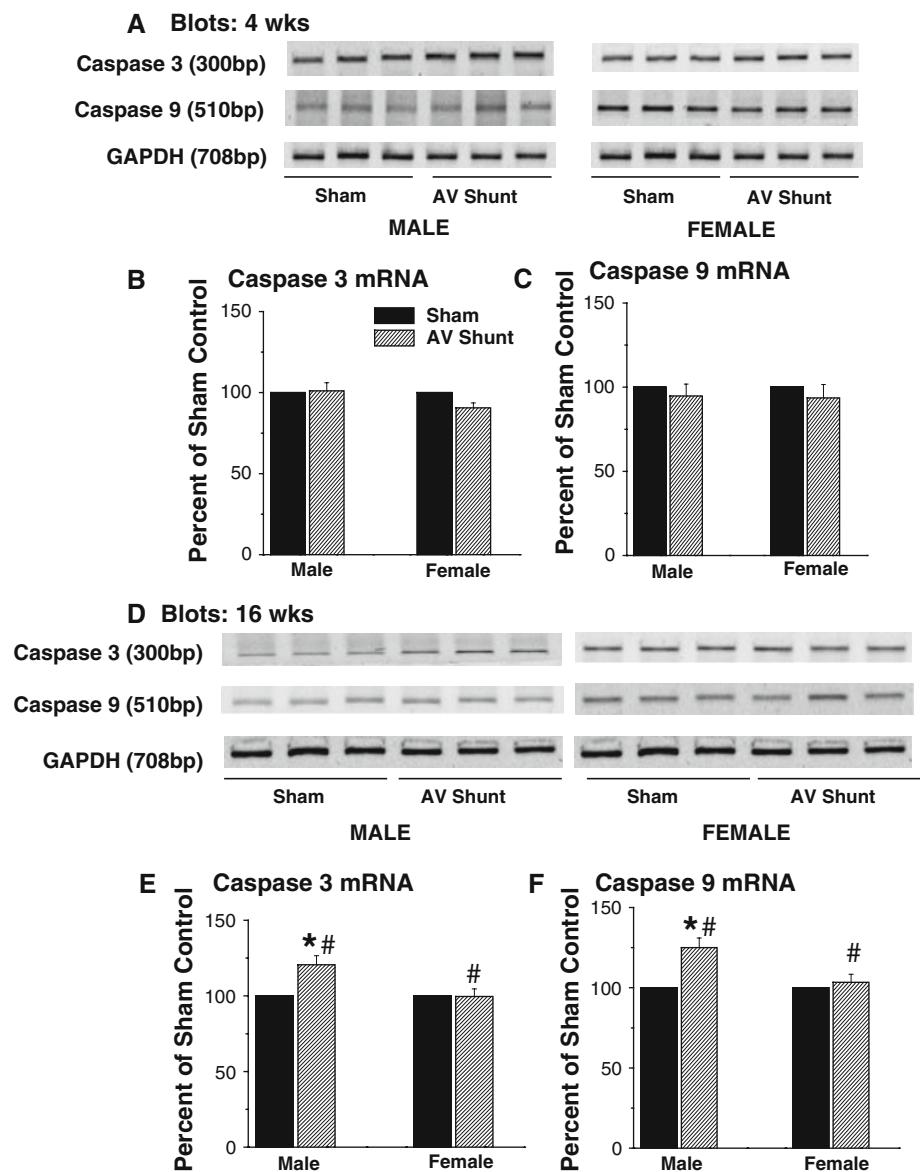 A Blots: 4 wks
Caspase 3 (300bp)
Caspase 9 (510bp)
GAPDH (708bp)
Sham AV Shunt Sham AV Shunt
MALE FEMALE
B Caspase 3 mRNA
Percent of Sham Control
150
100
50
0
Sham
AV Shunt
Male Female
C Caspase 9 mRNA
Percent of Sham Control
150
100
50
0
Male Female
D Blots: 16 wks
Caspase 3 (300bp)
Caspase 9 (510bp)
GAPDH (708bp)
Sham AV Shunt Sham AV Shunt
MALE FEMALE
E Caspase 3 mRNA
Percent of Sham Control
150
100
50
0
*# #
Male Female
F Caspase 9 mRNA
Percent of Sham Control
150
100
50
0
*# #
Male Female